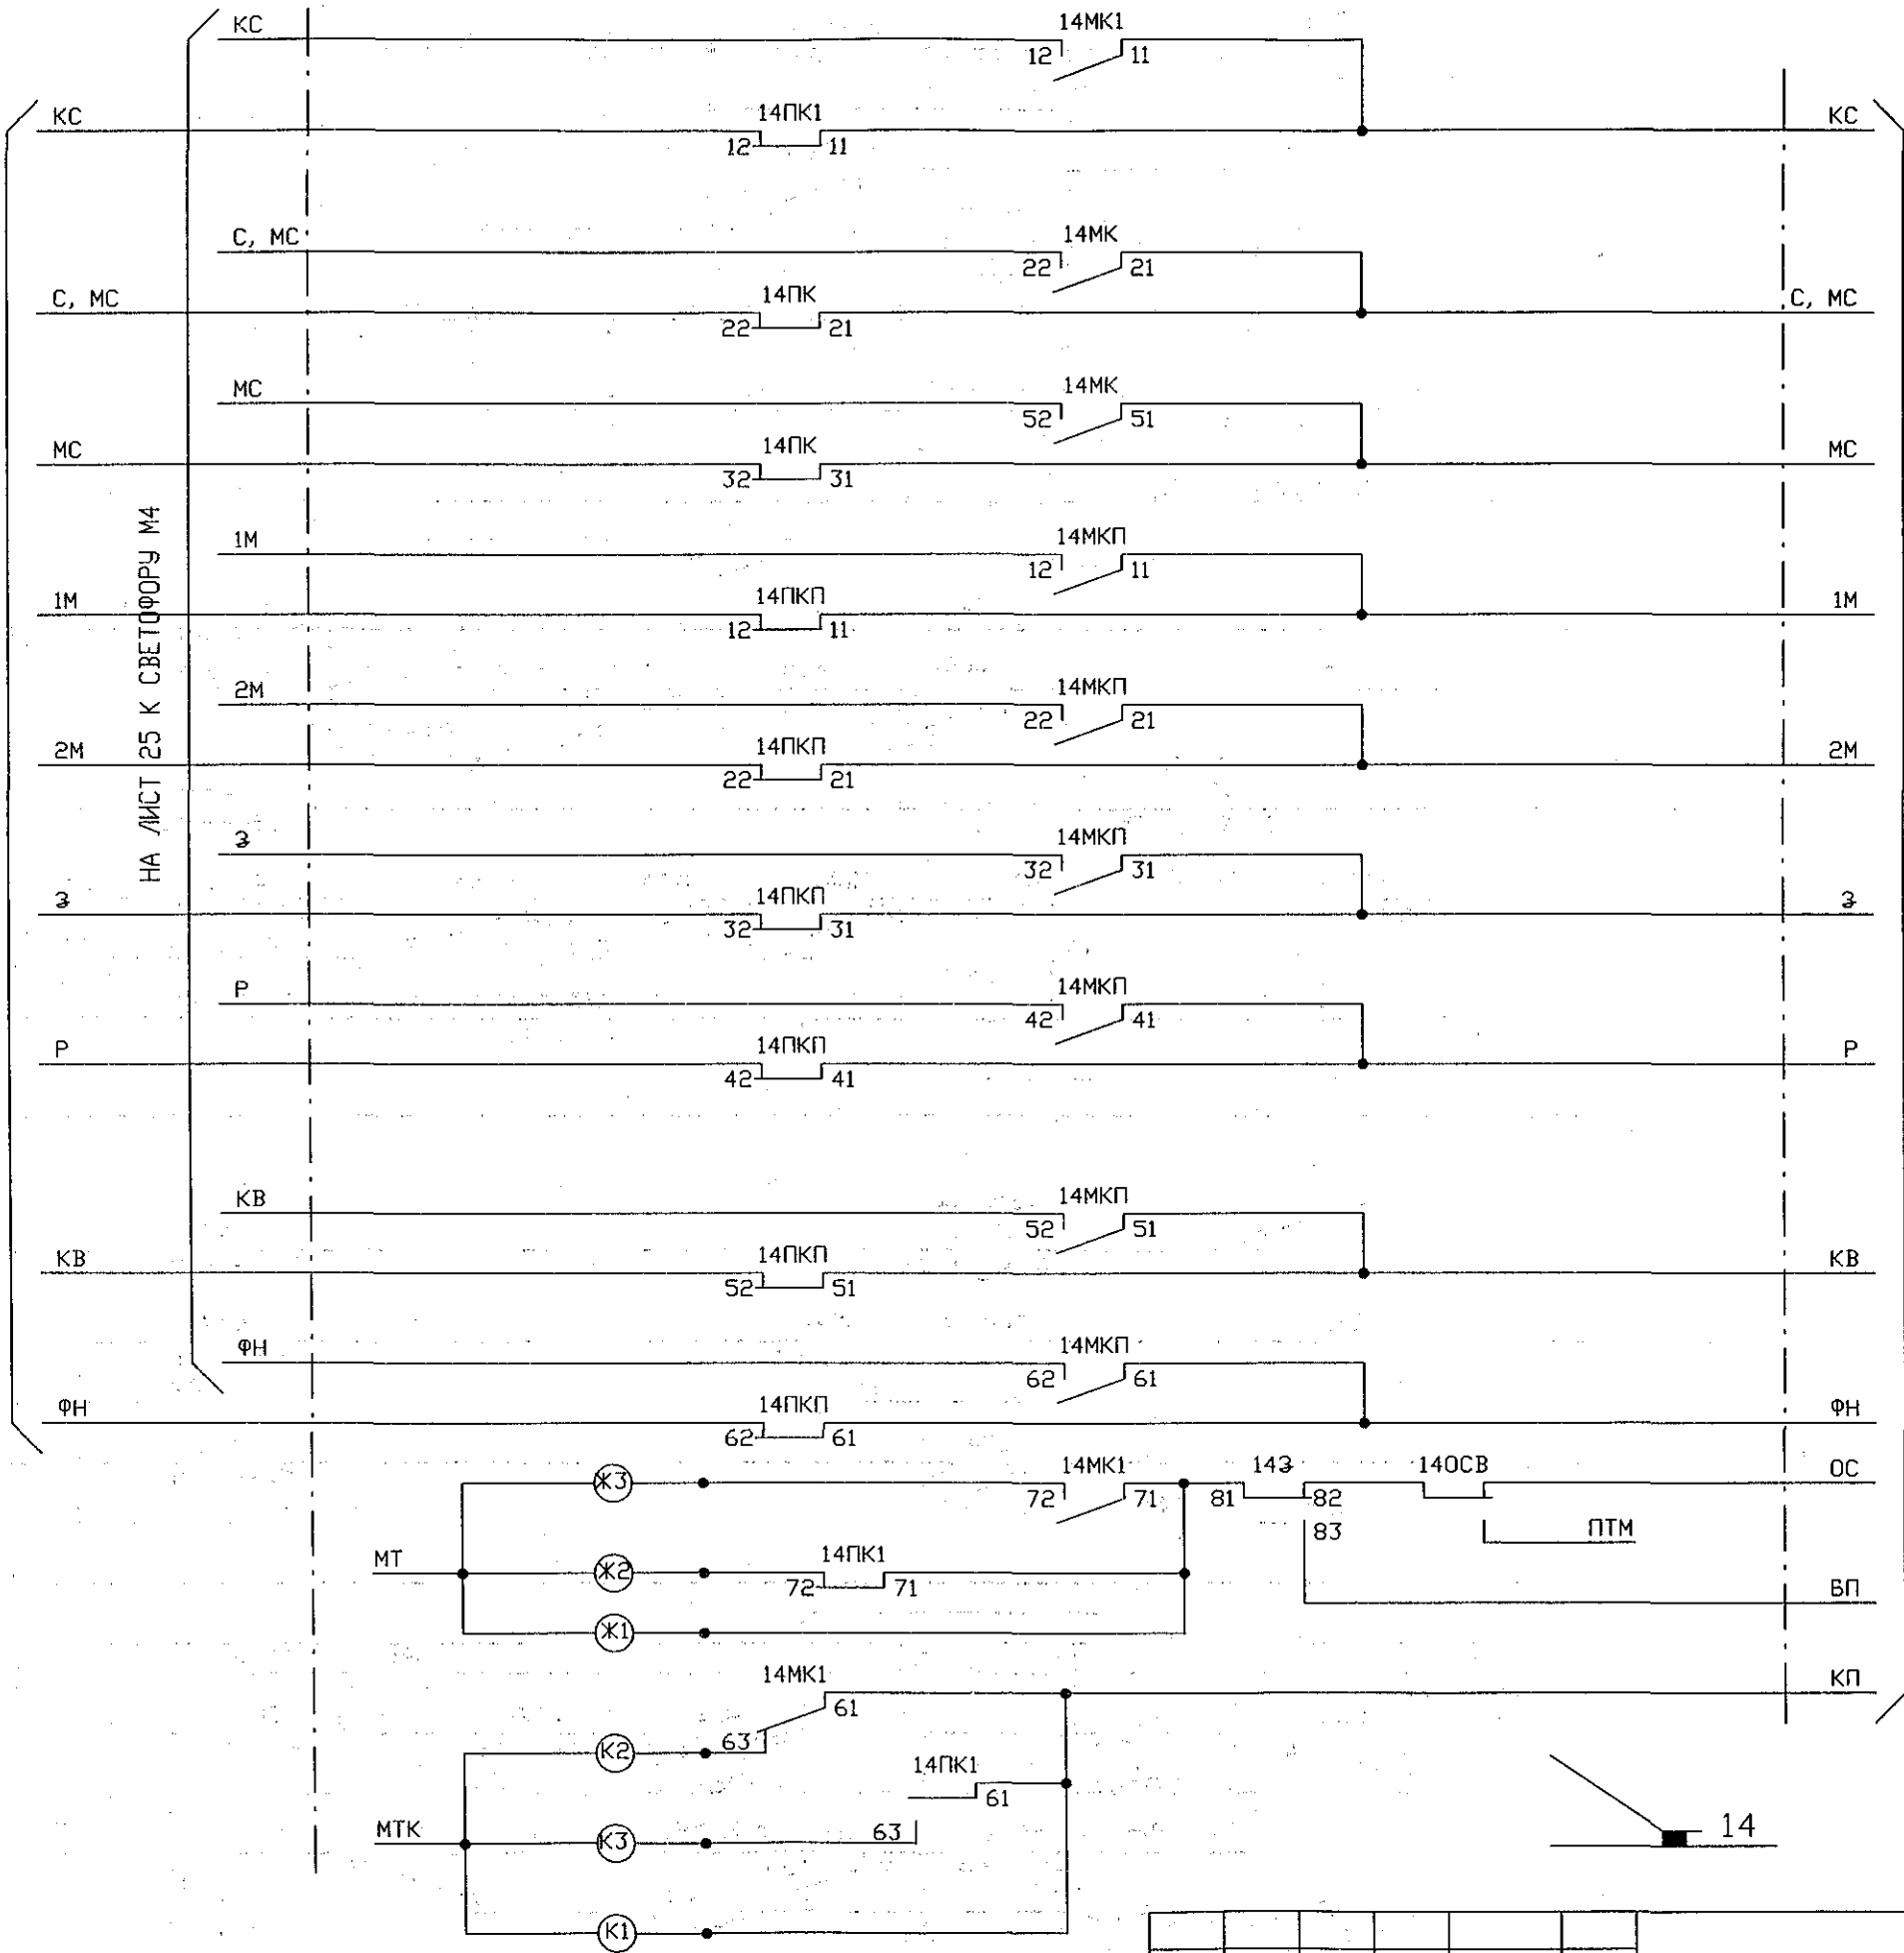 КС 14МК1
12 11
КС 14ПК1 КС
12 11
С, МС 14МК
22 21
С, МС 14ПК С, МС
22 21
МС 14МК
52 51
МС 14ПК МС
32 31
НА ЛИСТ 25 К СВЕТОФОРУ М4
1М 14МКП
12 11
1М 14ПКП 1М
12 11
2М 14МКП
22 21
2М 14ПКП 2М
22 21
З 14МКП
32 31
З 14ПКП З
32 31
Р 14МКП
42 41
Р 14ПКП Р
42 41
КВ 14МКП
52 51
КВ 14ПКП КВ
52 51
ФН 14МКП
62 61
ФН 14ПКП ФН
62 61
Ж3 14МК1 14З 14ОСВ ОС
72 71 81 82
83 ПТМ
МТ Ж2 14ПК1
72 71 ВП
Ж1
14МК1 КП
61
К2 63
14ПК1
61
МТК К3 63
14
К1